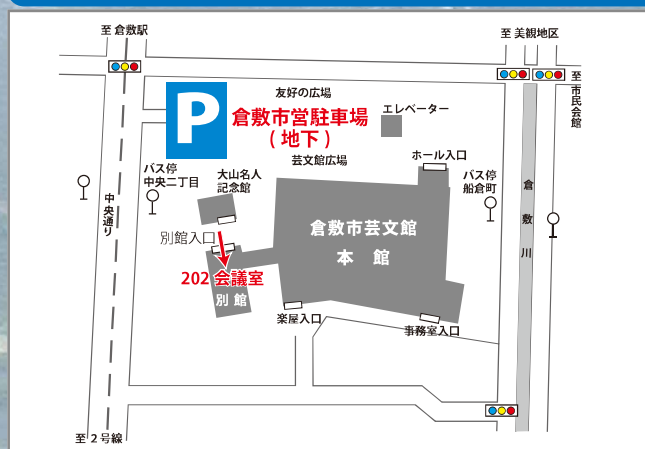 至 倉敷駅
至 美観地区
至市民会館
P
友好の広場
倉敷市営駐車場
(地下)
エレベーター
芸文館広場
ホール入口
バス停
中央二丁目
大山名人
記念館
バス停
船倉町
中央通り
倉敷川
別館入口
倉敷市芸文館
本 館
202 会議室
別 館
楽屋入口
事務室入口
至 2 号線